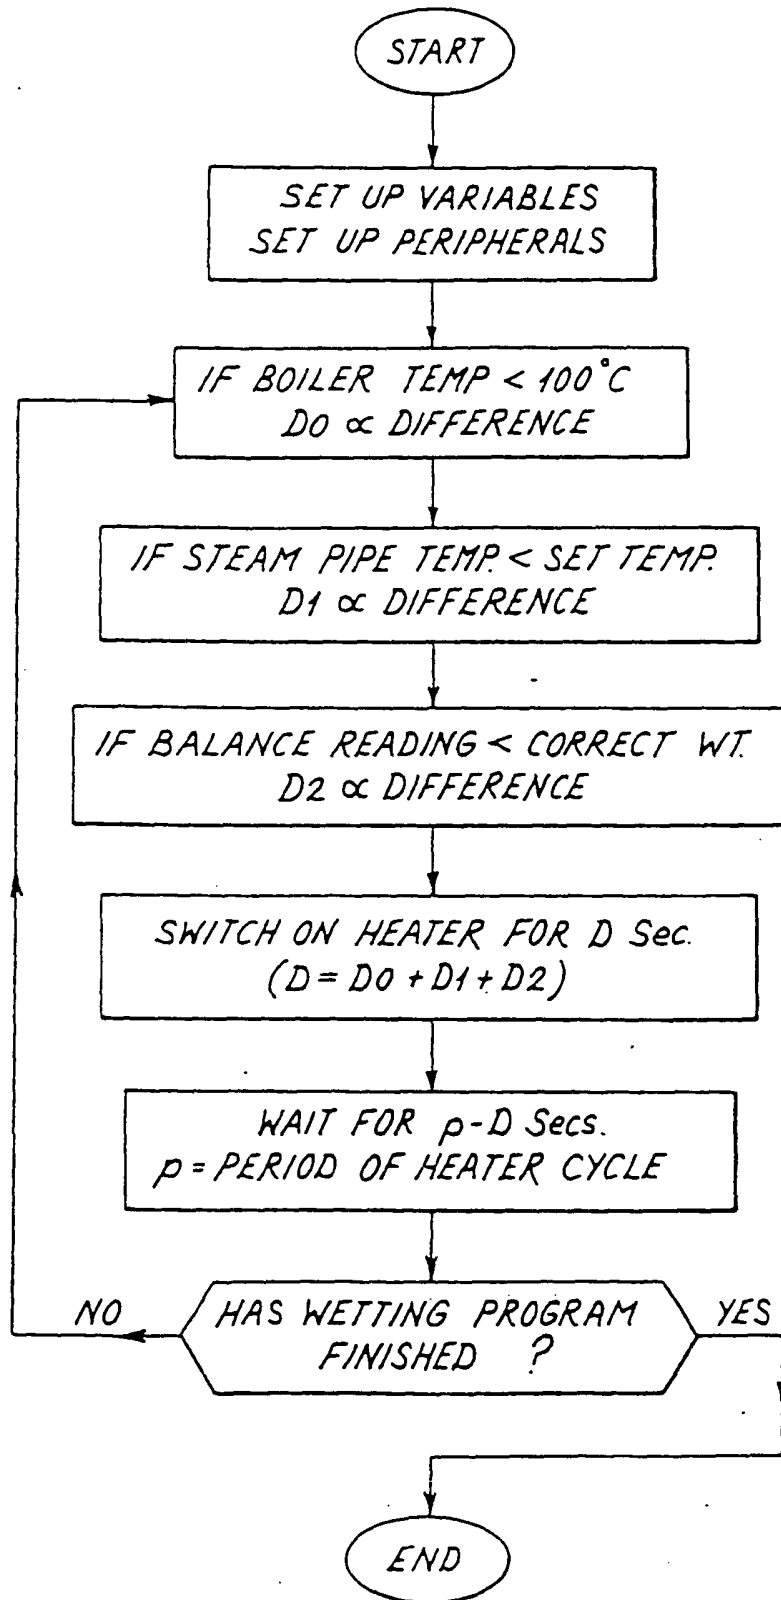 START
SET UP VARIABLES
SET UP PERIPHERALS
IF BOILER TEMP < 100°C
D0 ∝ DIFFERENCE
IF STEAM PIPE TEMP. < SET TEMP.
D1 ∝ DIFFERENCE
IF BALANCE READING < CORRECT WT.
D2 ∝ DIFFERENCE
SWITCH ON HEATER FOR D Sec.
(D = D0 + D1 + D2)
WAIT FOR p-D Secs.
p = PERIOD OF HEATER CYCLE
NO
HAS WETTING PROGRAM
FINISHED ?
YES
END